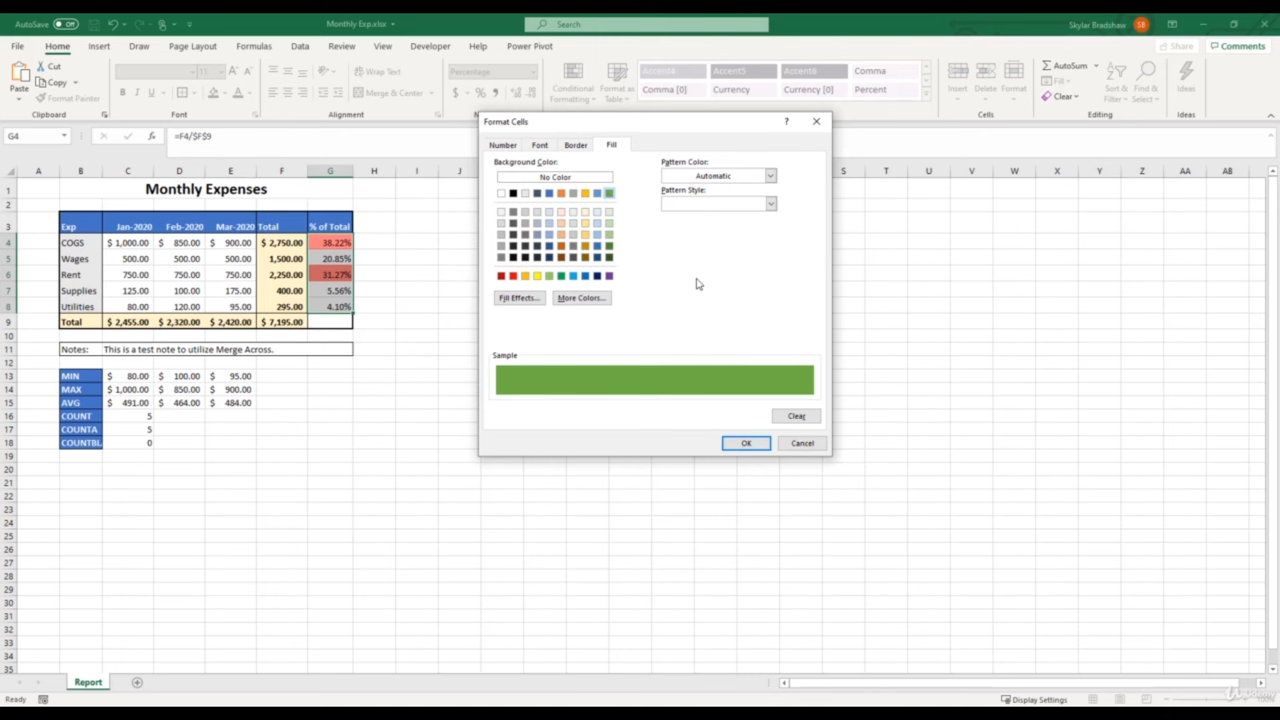 AutoSave Off Monthly Exp.xlsx Search Skylar Bradshaw SB
File Home Insert Draw Page Layout Formulas Data Review View Developer Help Power Pivot Share Comments
Cut
Copy
Paste
Format Painter
Clipboard
11
B I U
Font
Wrap Text
Merge & Center
Alignment
Percentage
$ %
Conditional Formatting
Format as Table
Accent4 Accent5 Accent6 Comma
Comma [0] Currency Currency [0] Percent
Insert Delete Format
Cells
AutoSum
Fill
Clear
Sort & Filter
Find & Select
Editing
Ideas
Ideas
G4 fx =F4/$F$9
A B C D E F G H I J S T U V W X Y Z AA AB
1 Monthly Expenses
2
3 Exp Jan-2020 Feb-2020 Mar-2020 Total % of Total
4 COGS $ 1,000.00 $ 850.00 $ 900.00 $ 2,750.00 38.22%
5 Wages 500.00 500.00 500.00 1,500.00 20.85%
6 Rent 750.00 750.00 750.00 2,250.00 31.27%
7 Supplies 125.00 100.00 175.00 400.00 5.56%
8 Utilities 80.00 120.00 95.00 295.00 4.10%
9 Total $ 2,455.00 $ 2,320.00 $ 2,420.00 $ 7,195.00
10
11 Notes: This is a test note to utilize Merge Across.
12
13 MIN $ 80.00 $ 100.00 $ 95.00
14 MAX $ 1,000.00 $ 850.00 $ 900.00
15 AVG $ 491.00 $ 464.00 $ 484.00
16 COUNT 5
17 COUNTA 5
18 COUNTBL 0
19
20
21
22
23
24
25
26
27
28
29
30
31
32
33
34
35
Format Cells ?
Number Font Border Fill
Background Color:
No Color
Fill Effects... More Colors...
Pattern Color:
Automatic
Pattern Style:
Sample
Clear
OK Cancel
Report
Ready Display Settings